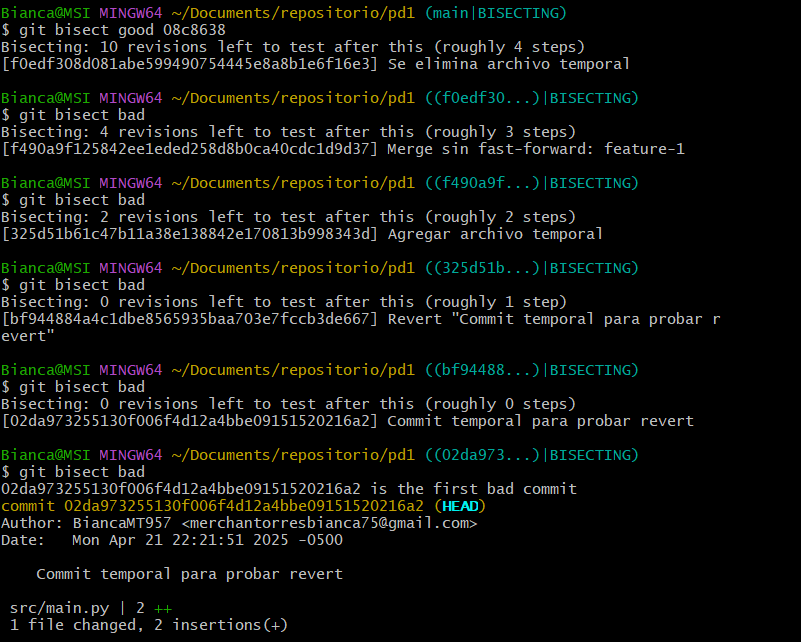 Bianca@MSI MINGW64 ~/Documents/repositorio/pd1 (main|BISECTING)
$ git bisect good 08c8638
Bisecting: 10 revisions left to test after this (roughly 4 steps)
[f0edf308d081abe599490754445e8a8b1e6f16e3] Se elimina archivo temporal
Bianca@MSI MINGW64 ~/Documents/repositorio/pd1 ((f0edf30...)|BISECTING)
$ git bisect bad
Bisecting: 4 revisions left to test after this (roughly 3 steps)
[f490a9f125842ee1eded258d8b0ca40cdc1d9d37] Merge sin fast-forward: feature-1
Bianca@MSI MINGW64 ~/Documents/repositorio/pd1 ((f490a9f...)|BISECTING)
$ git bisect bad
Bisecting: 2 revisions left to test after this (roughly 2 steps)
[325d51b61c47b11a38e138842e170813b998343d] Agregar archivo temporal
Bianca@MSI MINGW64 ~/Documents/repositorio/pd1 ((325d51b...)|BISECTING)
$ git bisect bad
Bisecting: 0 revisions left to test after this (roughly 1 step)
[bf944884a4c1dbe8565935baa703e7fccb3de667] Revert "Commit temporal para probar r
evert"
Bianca@MSI MINGW64 ~/Documents/repositorio/pd1 ((bf94488...)|BISECTING)
$ git bisect bad
Bisecting: 0 revisions left to test after this (roughly 0 steps)
[02da973255130f006f4d12a4bbe09151520216a2] Commit temporal para probar revert
Bianca@MSI MINGW64 ~/Documents/repositorio/pd1 ((02da973...)|BISECTING)
$ git bisect bad
02da973255130f006f4d12a4bbe09151520216a2 is the first bad commit
commit 02da973255130f006f4d12a4bbe09151520216a2 (HEAD)
Author: BiancaMT957 <merchantorresbianca75@gmail.com>
Date:   Mon Apr 21 22:21:51 2025 -0500
    Commit temporal para probar revert
 src/main.py | 2 ++
 1 file changed, 2 insertions(+)